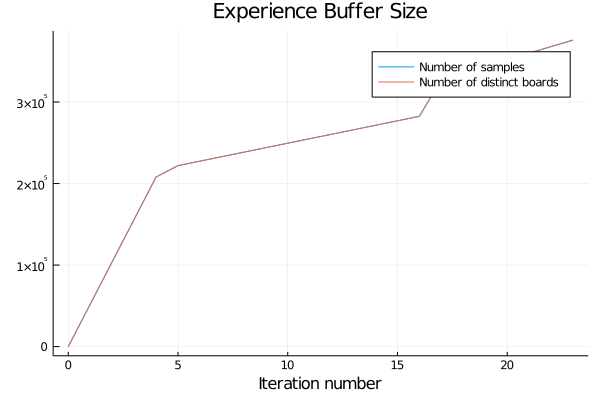 Experience Buffer Size
Number of samples
Number of distinct boards
3×10⁵
2×10⁵
1×10⁵
0
0 5 10 15 20
Iteration number